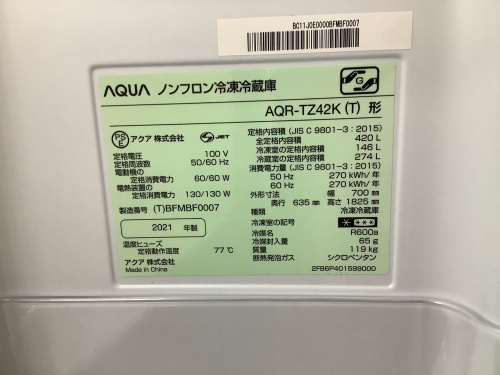 BC11J0E0000BFMBF0007
AQUA ノンフロン冷凍冷蔵庫
AQR-TZ42K (T) 形
PSE アクア 株式会社 JET
定格電圧 100 V
定格周波数 50/60 Hz
電動機の
定格消費電力 60/60 W
電熱装置の
定格消費電力 130/130 W
製造番号 (T)BFMBF0007
2021 年製
温度ヒューズ
定格動作温度 77℃
アクア 株式会社
Made in China
G
定格内容積 (JIS C 9801-3 : 2015)
全定格内容積 420 L
冷凍室の定格内容積 146 L
冷蔵室の定格内容積 274 L
消費電力量 (JIS C 9801-3 : 2015)
50 Hz 270 kWh/年
60 Hz 270 kWh/年
外形寸法 幅 700 mm
奥行 635 mm 高さ 1825 mm
種類 冷凍冷蔵庫
冷凍室の記号
冷媒名 R600a
冷媒封入量 65 g
質量 119 kg
断熱発泡ガス シクロペンタン
2FB6P401599000